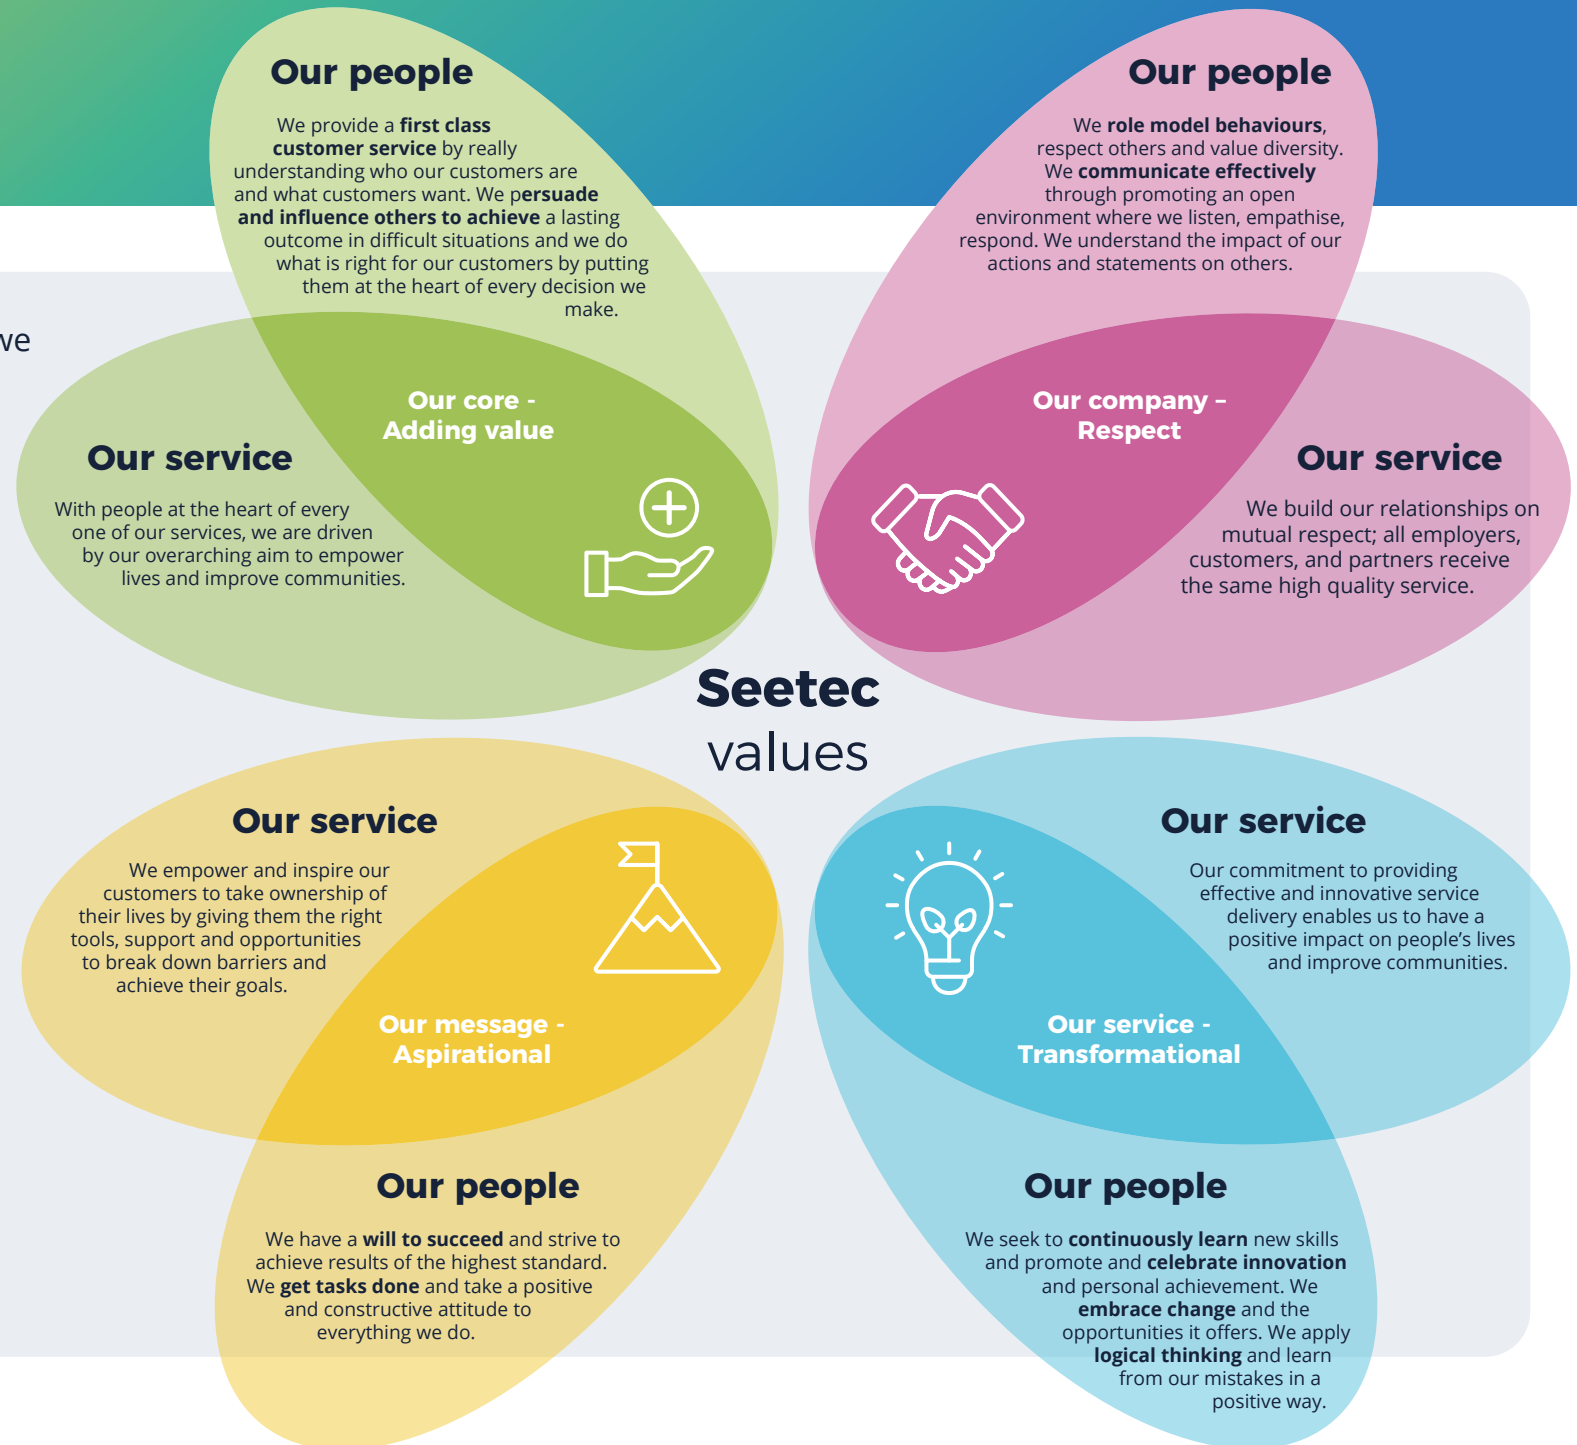 Our people
We provide a first class
customer service by really
understanding who our customers are
and what customers want. We persuade
and influence others to achieve a lasting
outcome in difficult situations and we do
what is right for our customers by putting
them at the heart of every decision we
make.
Our people
We role model behaviours,
respect others and value diversity.
We communicate effectively
through promoting an open
environment where we listen, empathise,
respond. We understand the impact of our
actions and statements on others.
we
Our core -
Adding value
Our service
With people at the heart of every
one of our services, we are driven
by our overarching aim to empower
lives and improve communities.
Our company –
Respect
Our service
We build our relationships on
mutual respect; all employers,
customers, and partners receive
the same high quality service.
Seetec
values
Our service
We empower and inspire our
customers to take ownership of
their lives by giving them the right
tools, support and opportunities
to break down barriers and
achieve their goals.
Our message -
Aspirational
Our people
We have a will to succeed and strive to
achieve results of the highest standard.
We get tasks done and take a positive
and constructive attitude to
everything we do.
Our service
Our commitment to providing
effective and innovative service
delivery enables us to have a
positive impact on people’s lives
and improve communities.
Our service -
Transformational
Our people
We seek to continuously learn new skills
and promote and celebrate innovation
and personal achievement. We
embrace change and the
opportunities it offers. We apply
logical thinking and learn
from our mistakes in a
positive way.